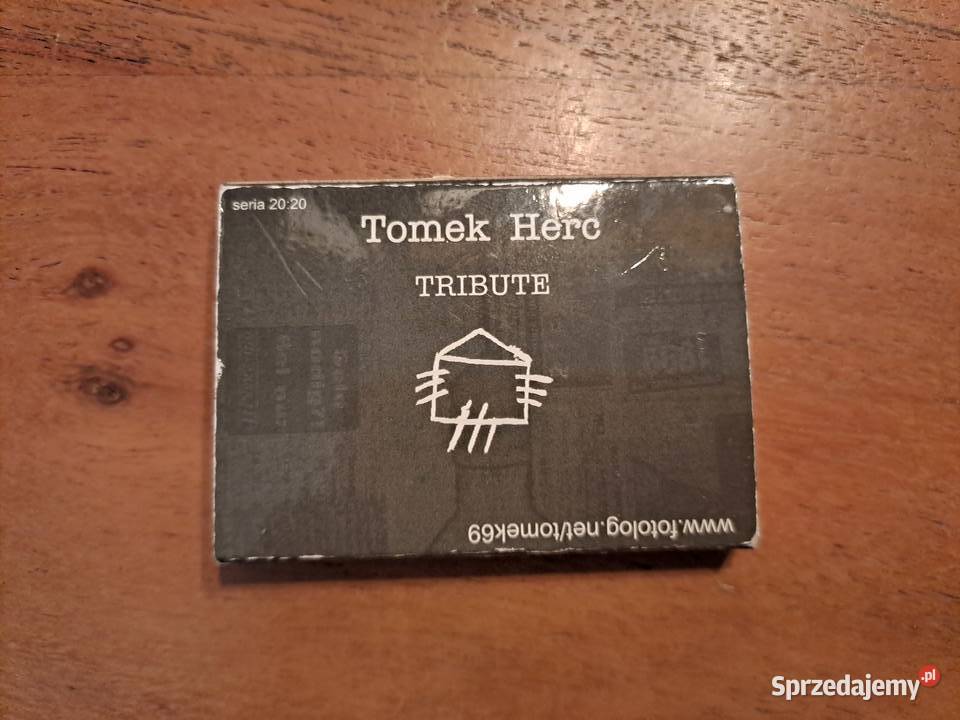 seria 20:20
Tomek Herc
TRIBUTE
www.fotolog.net/tomek69
Sprzedajemy.pl